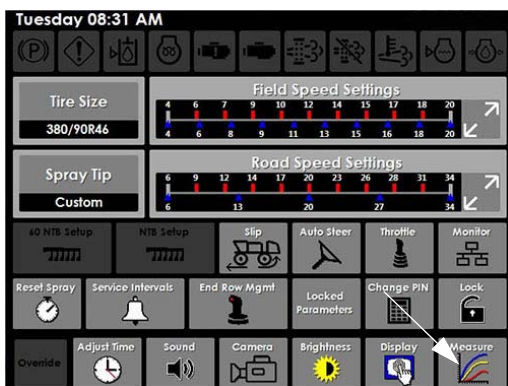 Tuesday 08:31 AM
Tire Size
380/90R46
Field Speed Settings
4 6 7 9 10 12 14 15 17 18 20
4 6 8 9 11 13 15 16 18 20
Spray Tip
Custom
Road Speed Settings
6 9 12 14 17 20 23 26 28 31 34
6 13 20 27 34
60 NTB Setup
NTB Setup
Slip
Auto Steer
Throttle
Monitor
Reset Spray
Service Intervals
End Row Mgmt
Locked
Parameters
Change PIN
Lock
Override
Adjust Time
Sound
Camera
Brightness
Display
Measure